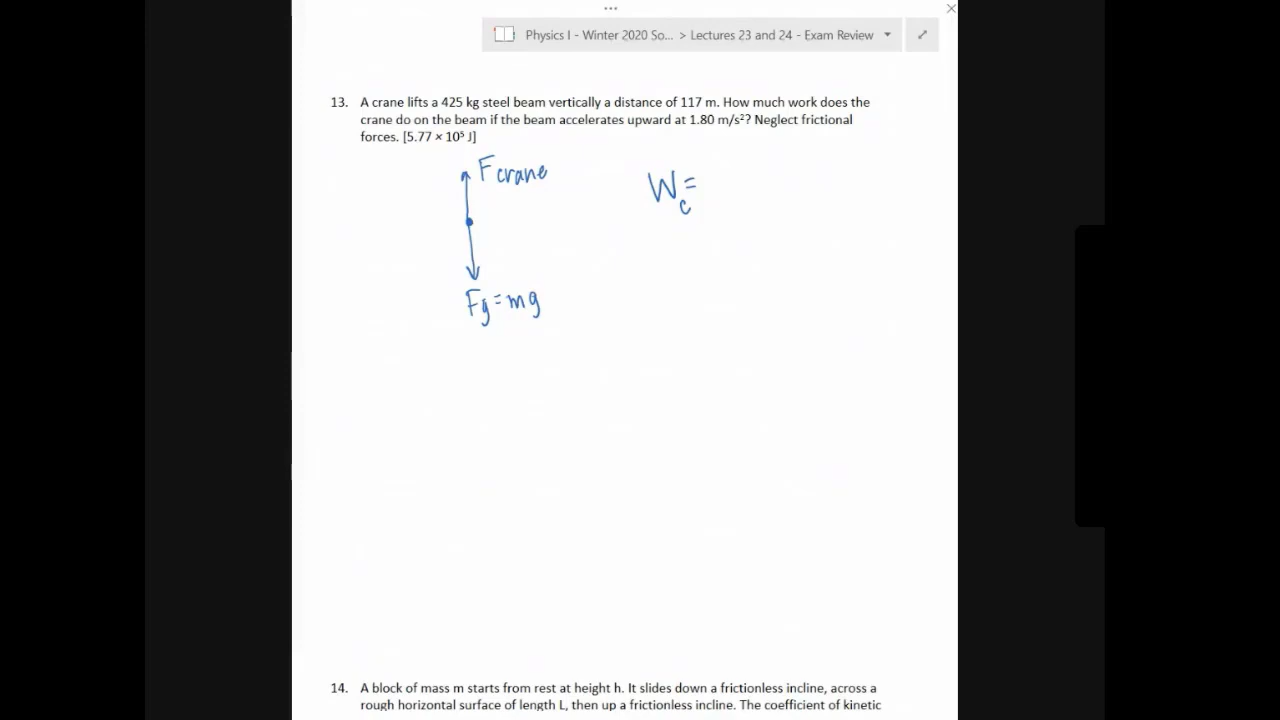 ...
Physics I - Winter 2020 So... > Lectures 23 and 24 - Exam Review
13. A crane lifts a 425 kg steel beam vertically a distance of 117 m. How much work does the
crane do on the beam if the beam accelerates upward at 1.80 m/s²? Neglect frictional
forces. [5.77 × 10⁵ J]
F crane
W_c =
Fg = mg
14. A block of mass m starts from rest at height h. It slides down a frictionless incline, across a
rough horizontal surface of length L, then up a frictionless incline. The coefficient of kinetic